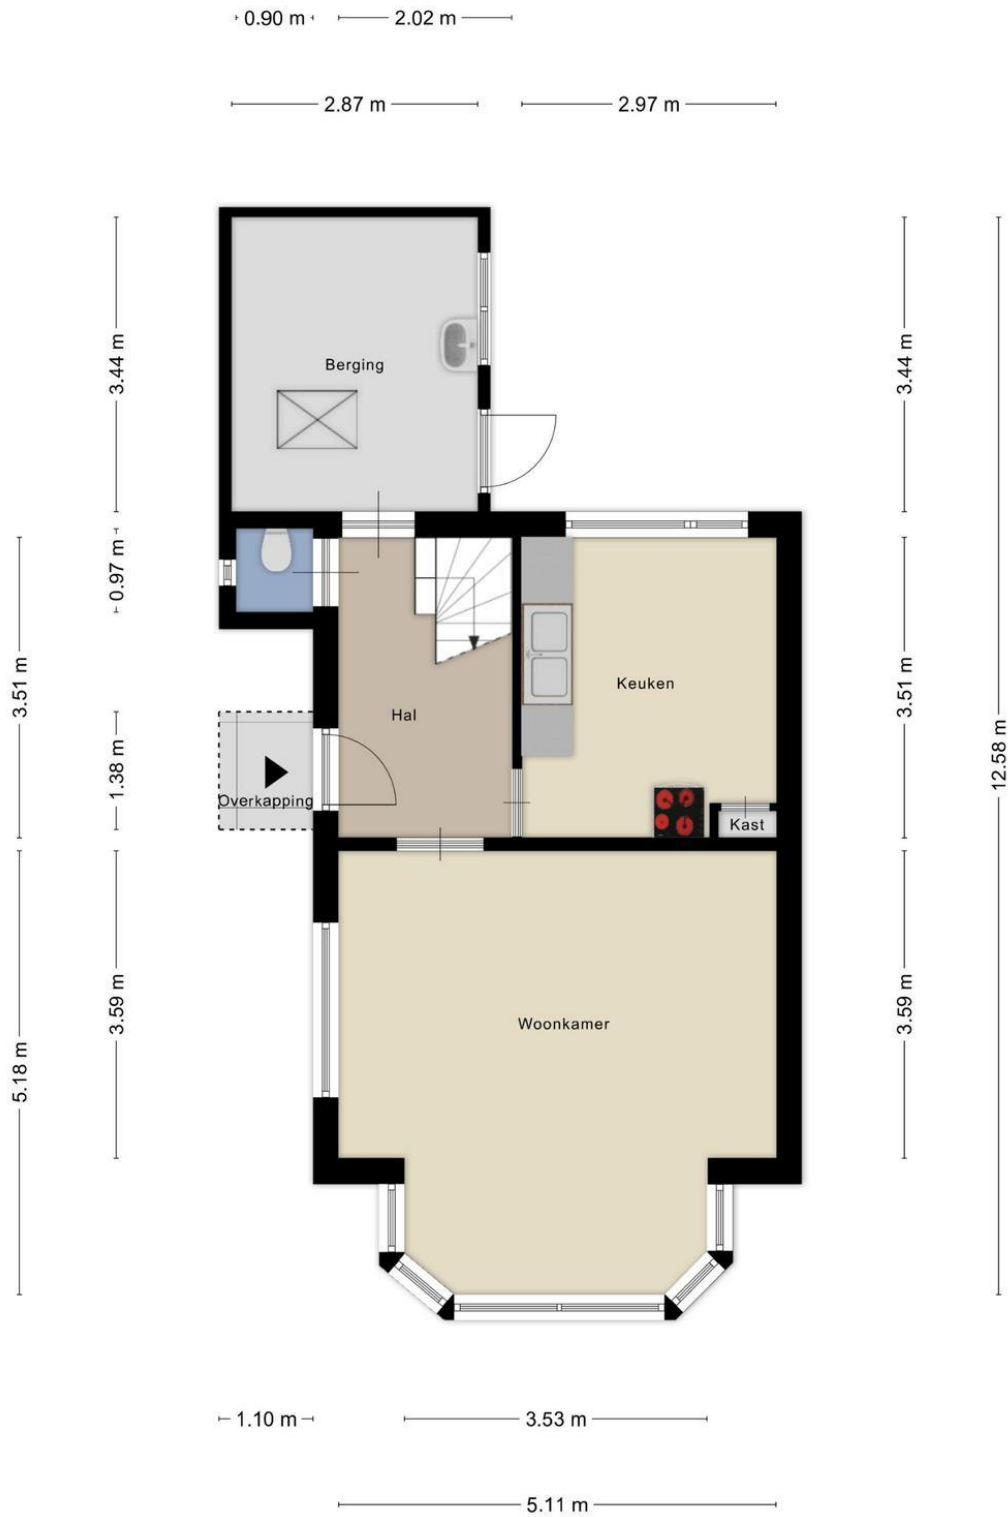 0.90 m
2.02 m
2.87 m
2.97 m
3.44 m
3.44 m
Berging
0.97 m
3.51 m
3.51 m
Keuken
Hal
1.38 m
12.58 m
Overkapping
Kast
3.59 m
3.59 m
Woonkamer
5.18 m
1.10 m
3.53 m
5.11 m